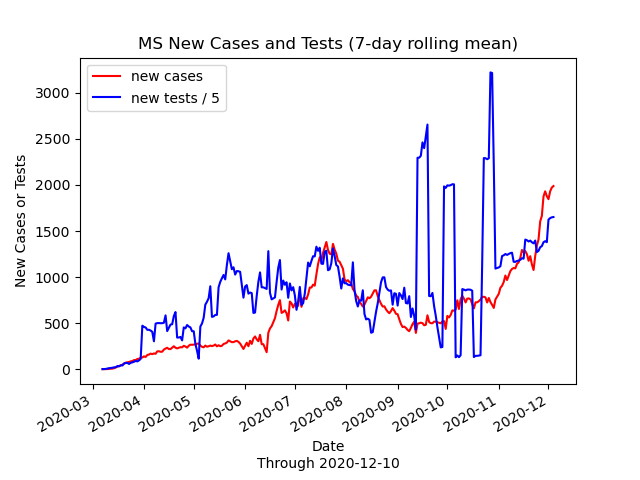 MS New Cases and Tests (7-day rolling mean)
new cases
new tests / 5
New Cases or Tests
3000
2500
2000
1500
1000
500
0
2020-03
2020-04
2020-05
2020-06
2020-07
2020-08
2020-09
2020-10
2020-11
2020-12
Date
Through 2020-12-10